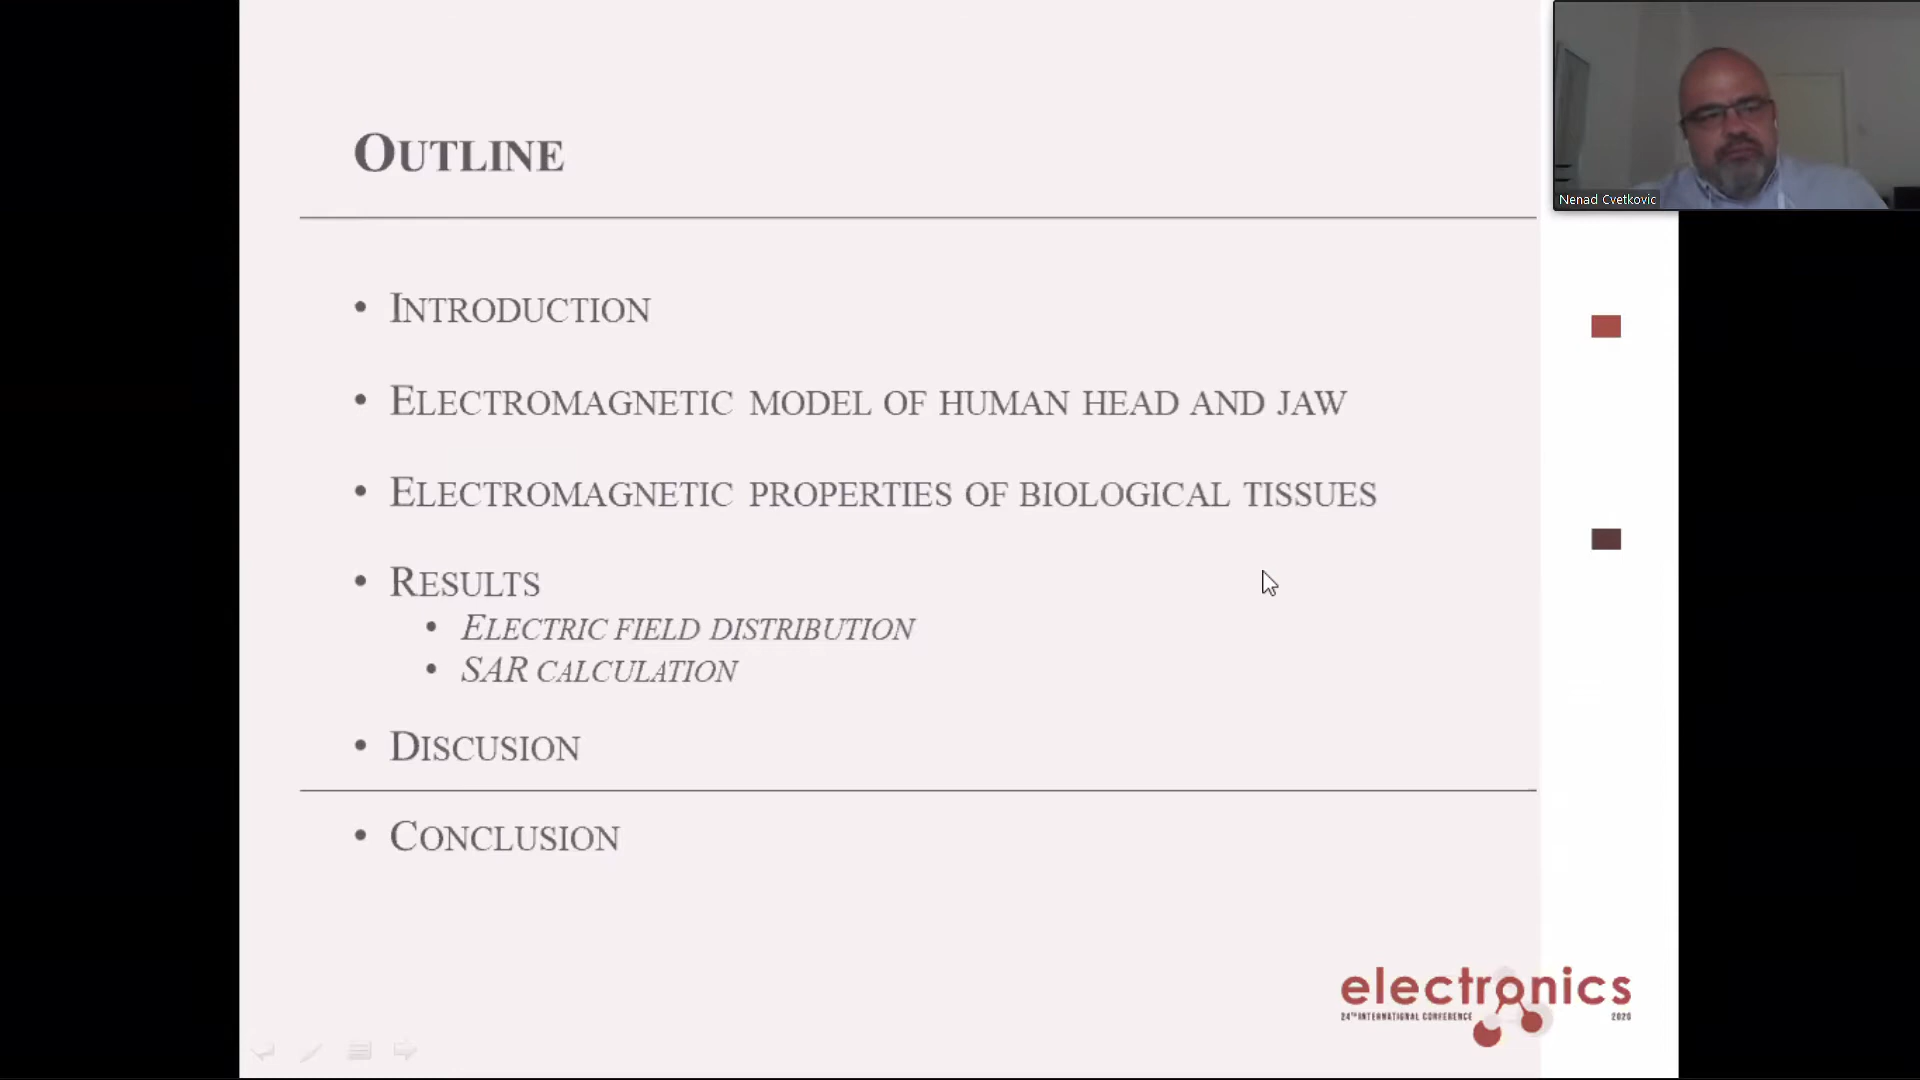 OUTLINE
Nenad Cvetkovic
• INTRODUCTION
• ELECTROMAGNETIC MODEL OF HUMAN HEAD AND JAW
• ELECTROMAGNETIC PROPERTIES OF BIOLOGICAL TISSUES
• RESULTS
• ELECTRIC FIELD DISTRIBUTION
• SAR CALCULATION
• DISCUSION
• CONCLUSION
electronics
24TH INTERNATIONAL CONFERENCE 2020